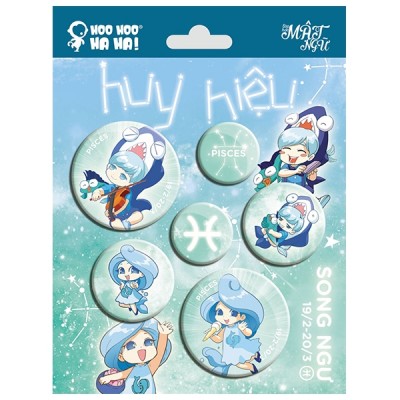 HOO HOO
HA HA!
MẬT
NGỮ
huy hiệu
PISCES
PISCES
PISCES
SONG NGƯ
19/2-20/3